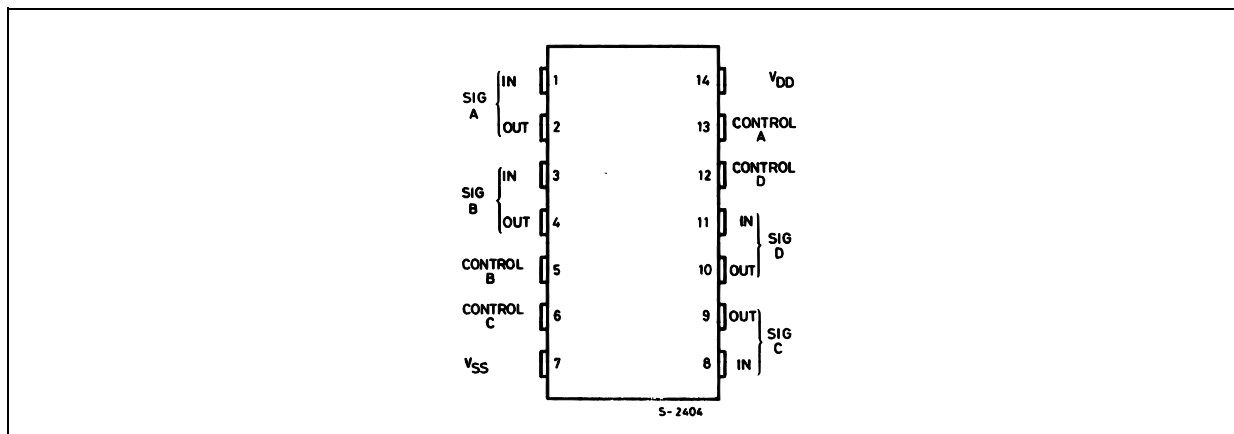 IN 1 14 VDD
SIG A
OUT 2 13 CONTROL A
IN 3 12 CONTROL D
SIG B
OUT 4 11 IN
SIG D
CONTROL B 5 10 OUT
CONTROL C 6 9 OUT
SIG C
VSS 7 8 IN
S-2404